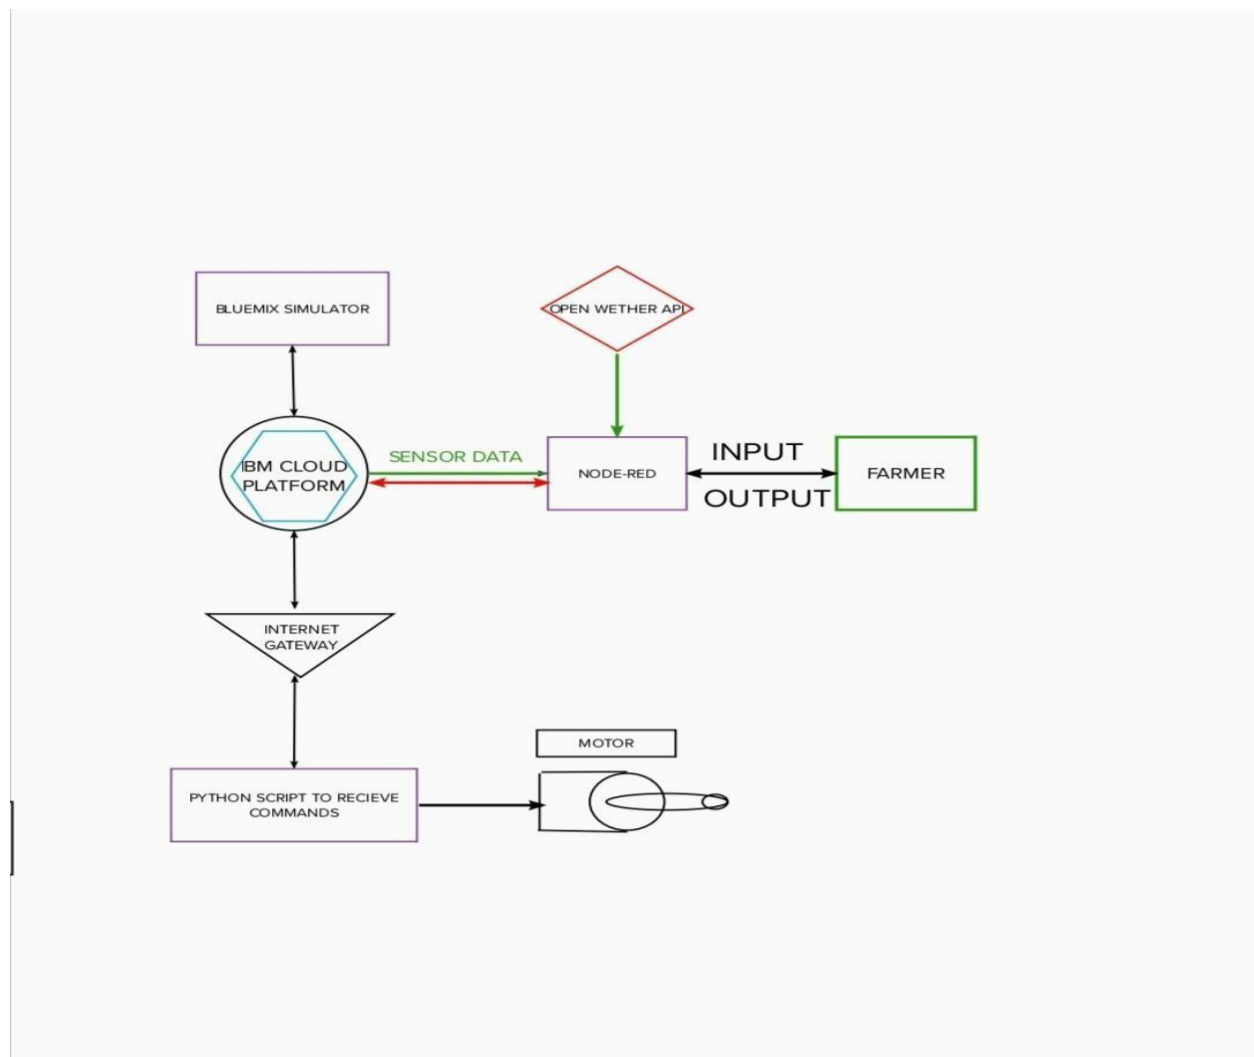 BLUEMIX SIMULATOR
OPEN WETHER API
IBM CLOUD
PLATFORM
SENSOR DATA
NODE-RED
INPUT
OUTPUT
FARMER
INTERNET
GATEWAY
MOTOR
PYTHON SCRIPT TO RECIEVE
COMMANDS